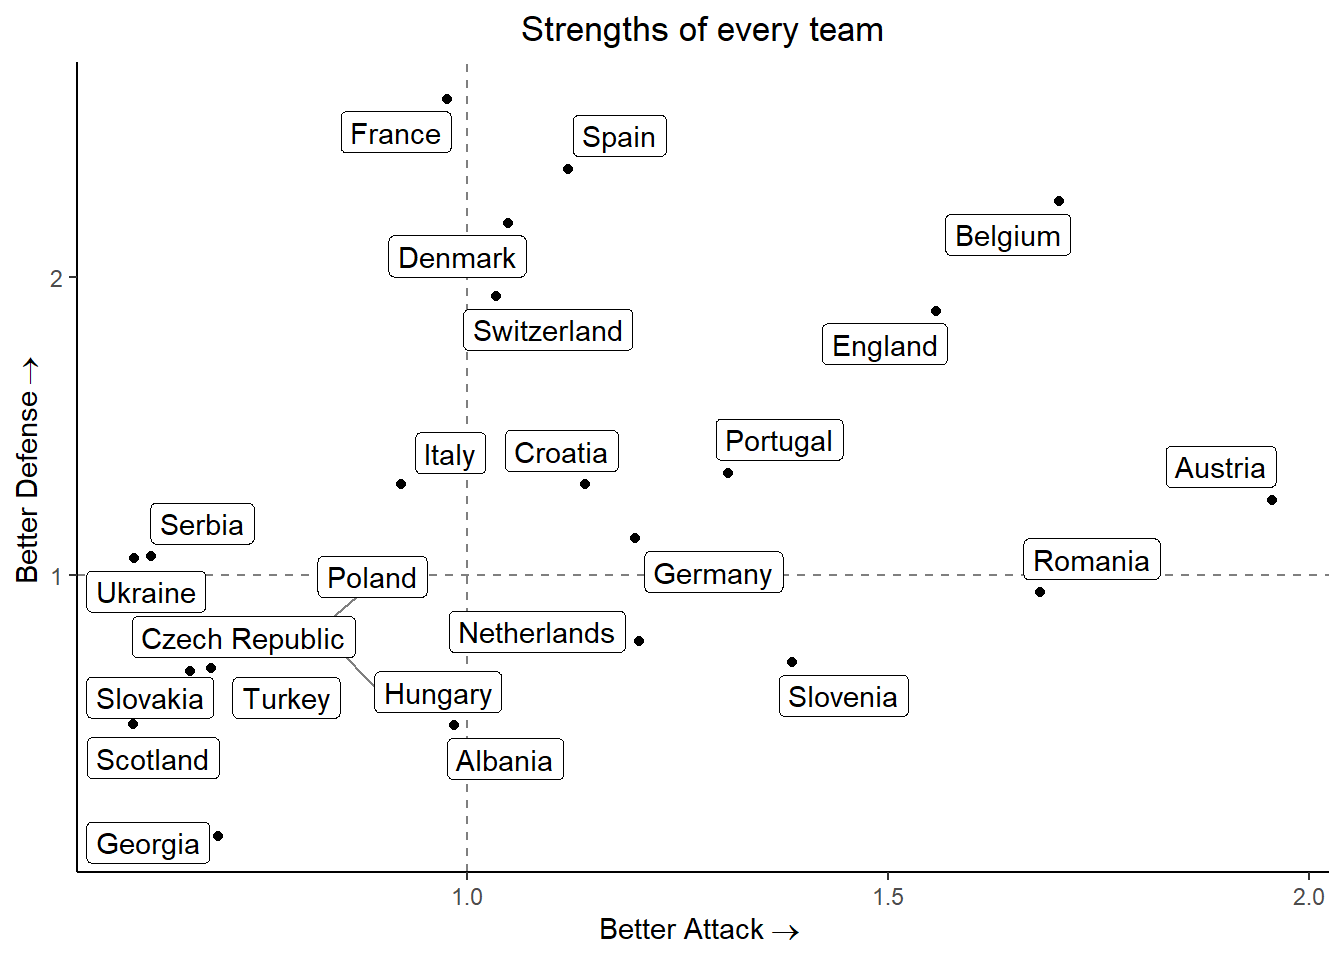 Strengths of every team
France
Spain
Belgium
Denmark
2
Switzerland
England
Better Defense →
Portugal
Italy
Croatia
Austria
Serbia
Romania
Germany
Poland
1
Ukraine
Netherlands
Czech Republic
Hungary
Slovenia
Slovakia
Turkey
Scotland
Albania
Georgia
1.0
1.5
2.0
Better Attack →